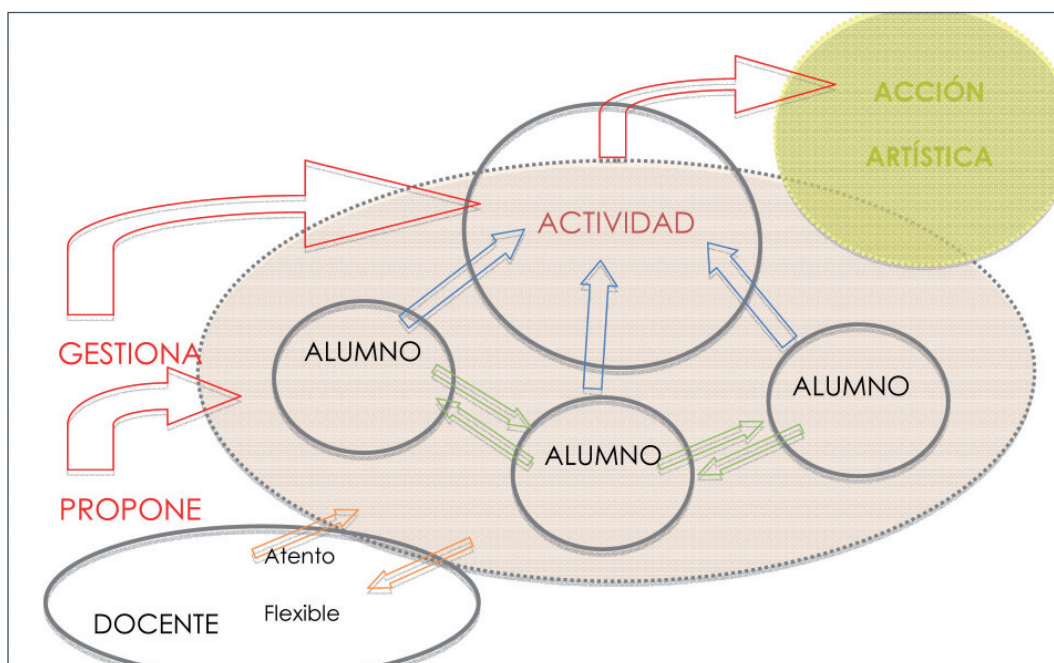 ACCIÓN
ARTÍSTICA
ACTIVIDAD
GESTIONA
ALUMNO
ALUMNO
ALUMNO
PROPONE
Atento
Flexible
DOCENTE